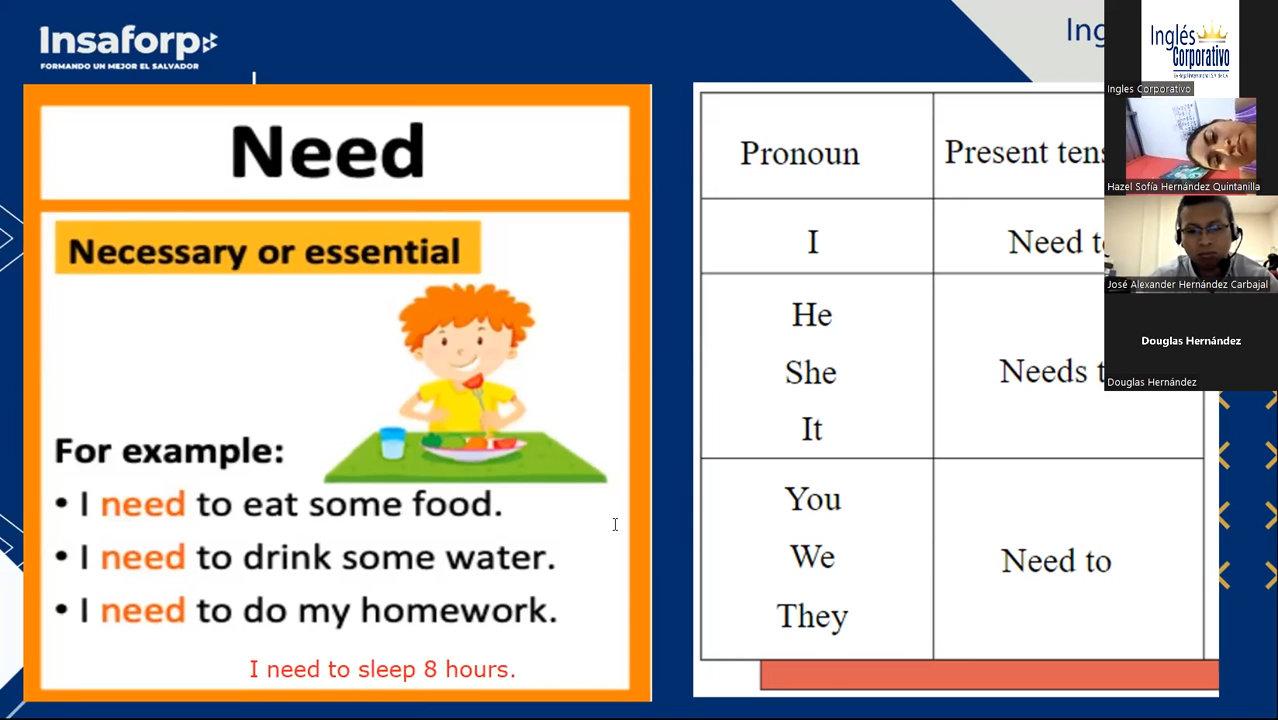 Insaforp
FORMANDO UN MEJOR EL SALVADOR
Need
Necessary or essential
For example:
• I need to eat some food.
• I need to drink some water.
• I need to do my homework.
I need to sleep 8 hours.
Pronoun
Present
I
Need
He
She
It
Needs
You
We
They
Need to
Inglés
Corporativo
Ingles Corporativo
Hazel Sofía Hernández Quintanilla
José Alexander Hernández Carbajal
Douglas Hernández
Douglas Hernández